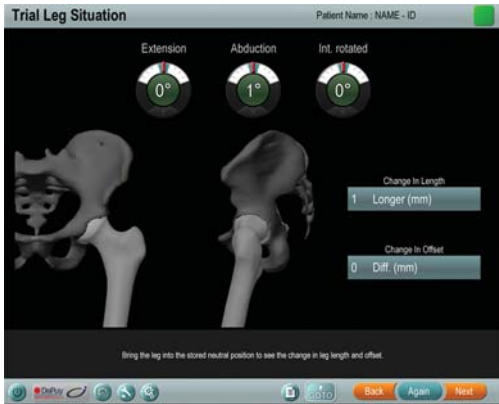 Trial Leg Situation
Patient Name : NAME - ID
Extension
Abduction
Int. rotated
0°
1°
0°
Change In Length
1 Longer (mm)
Change In Offset
0 Diff. (mm)
Bring the leg into the stored neutral position to see the change in leg length and offset.
DePuy
GOTO
Back
Again
Next